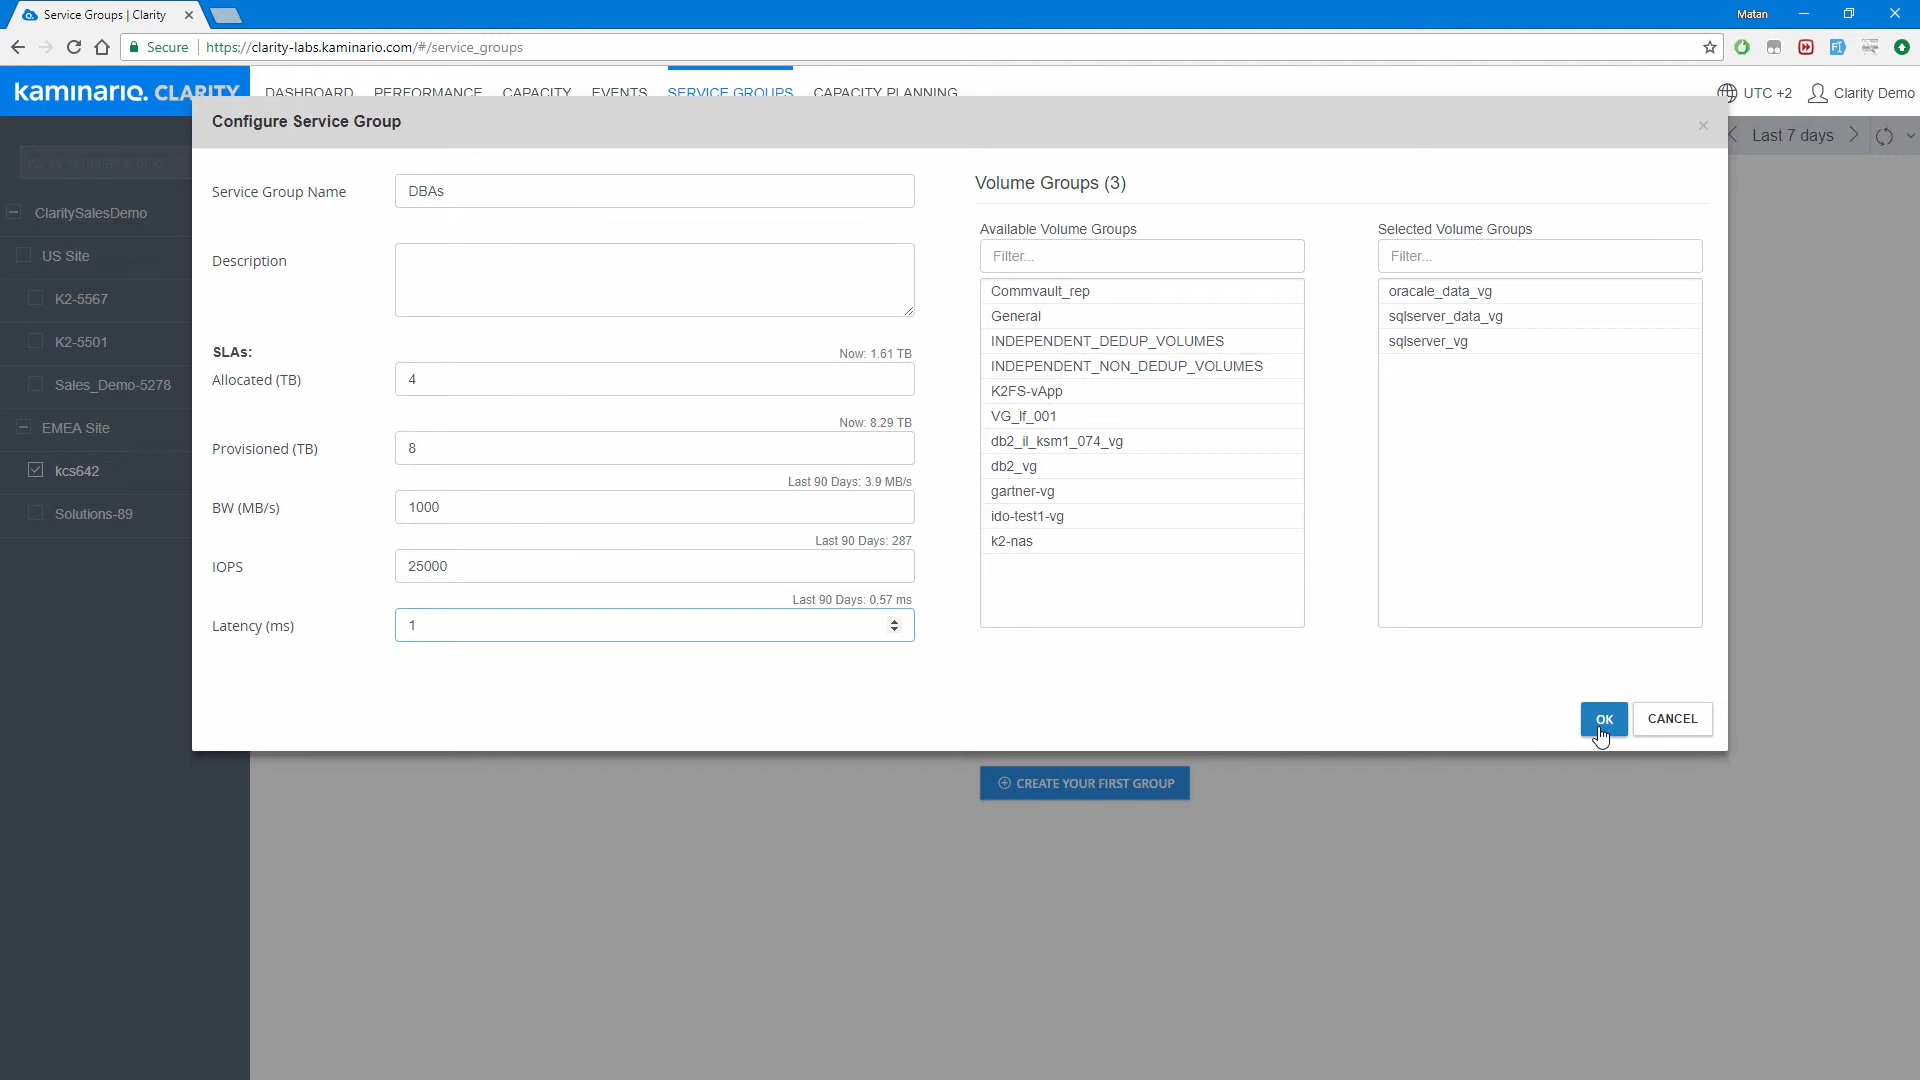 Service Groups | Clarity
Matan
Secure
https://clarity-labs.kaminario.com/#/service_groups
kaminario. CLARITY
DASHBOARD
PERFORMANCE
CAPACITY
EVENTS
SERVICE GROUPS
CAPACITY PLANNING
UTC +2
Clarity Demo
Last 7 days
ClaritySalesDemo
US Site
K2-5567
K2-5501
Sales_Demo-5278
EMEA Site
kcs642
Solutions-89
Configure Service Group
Service Group Name
DBAs
Description
SLAs:
Now: 1.61 TB
Allocated (TB)
4
Now: 8.29 TB
Provisioned (TB)
8
Last 90 Days: 3.9 MB/s
BW (MB/s)
1000
Last 90 Days: 287
IOPS
25000
Last 90 Days: 0.57 ms
Latency (ms)
1
Volume Groups (3)
Available Volume Groups
Filter...
Commvault_rep
General
INDEPENDENT_DEDUP_VOLUMES
INDEPENDENT_NON_DEDUP_VOLUMES
K2FS-vApp
VG_lf_001
db2_il_ksm1_074_vg
db2_vg
gartner-vg
ido-test1-vg
k2-nas
Selected Volume Groups
Filter...
oracale_data_vg
sqlserver_data_vg
sqlserver_vg
OK
CANCEL
CREATE YOUR FIRST GROUP